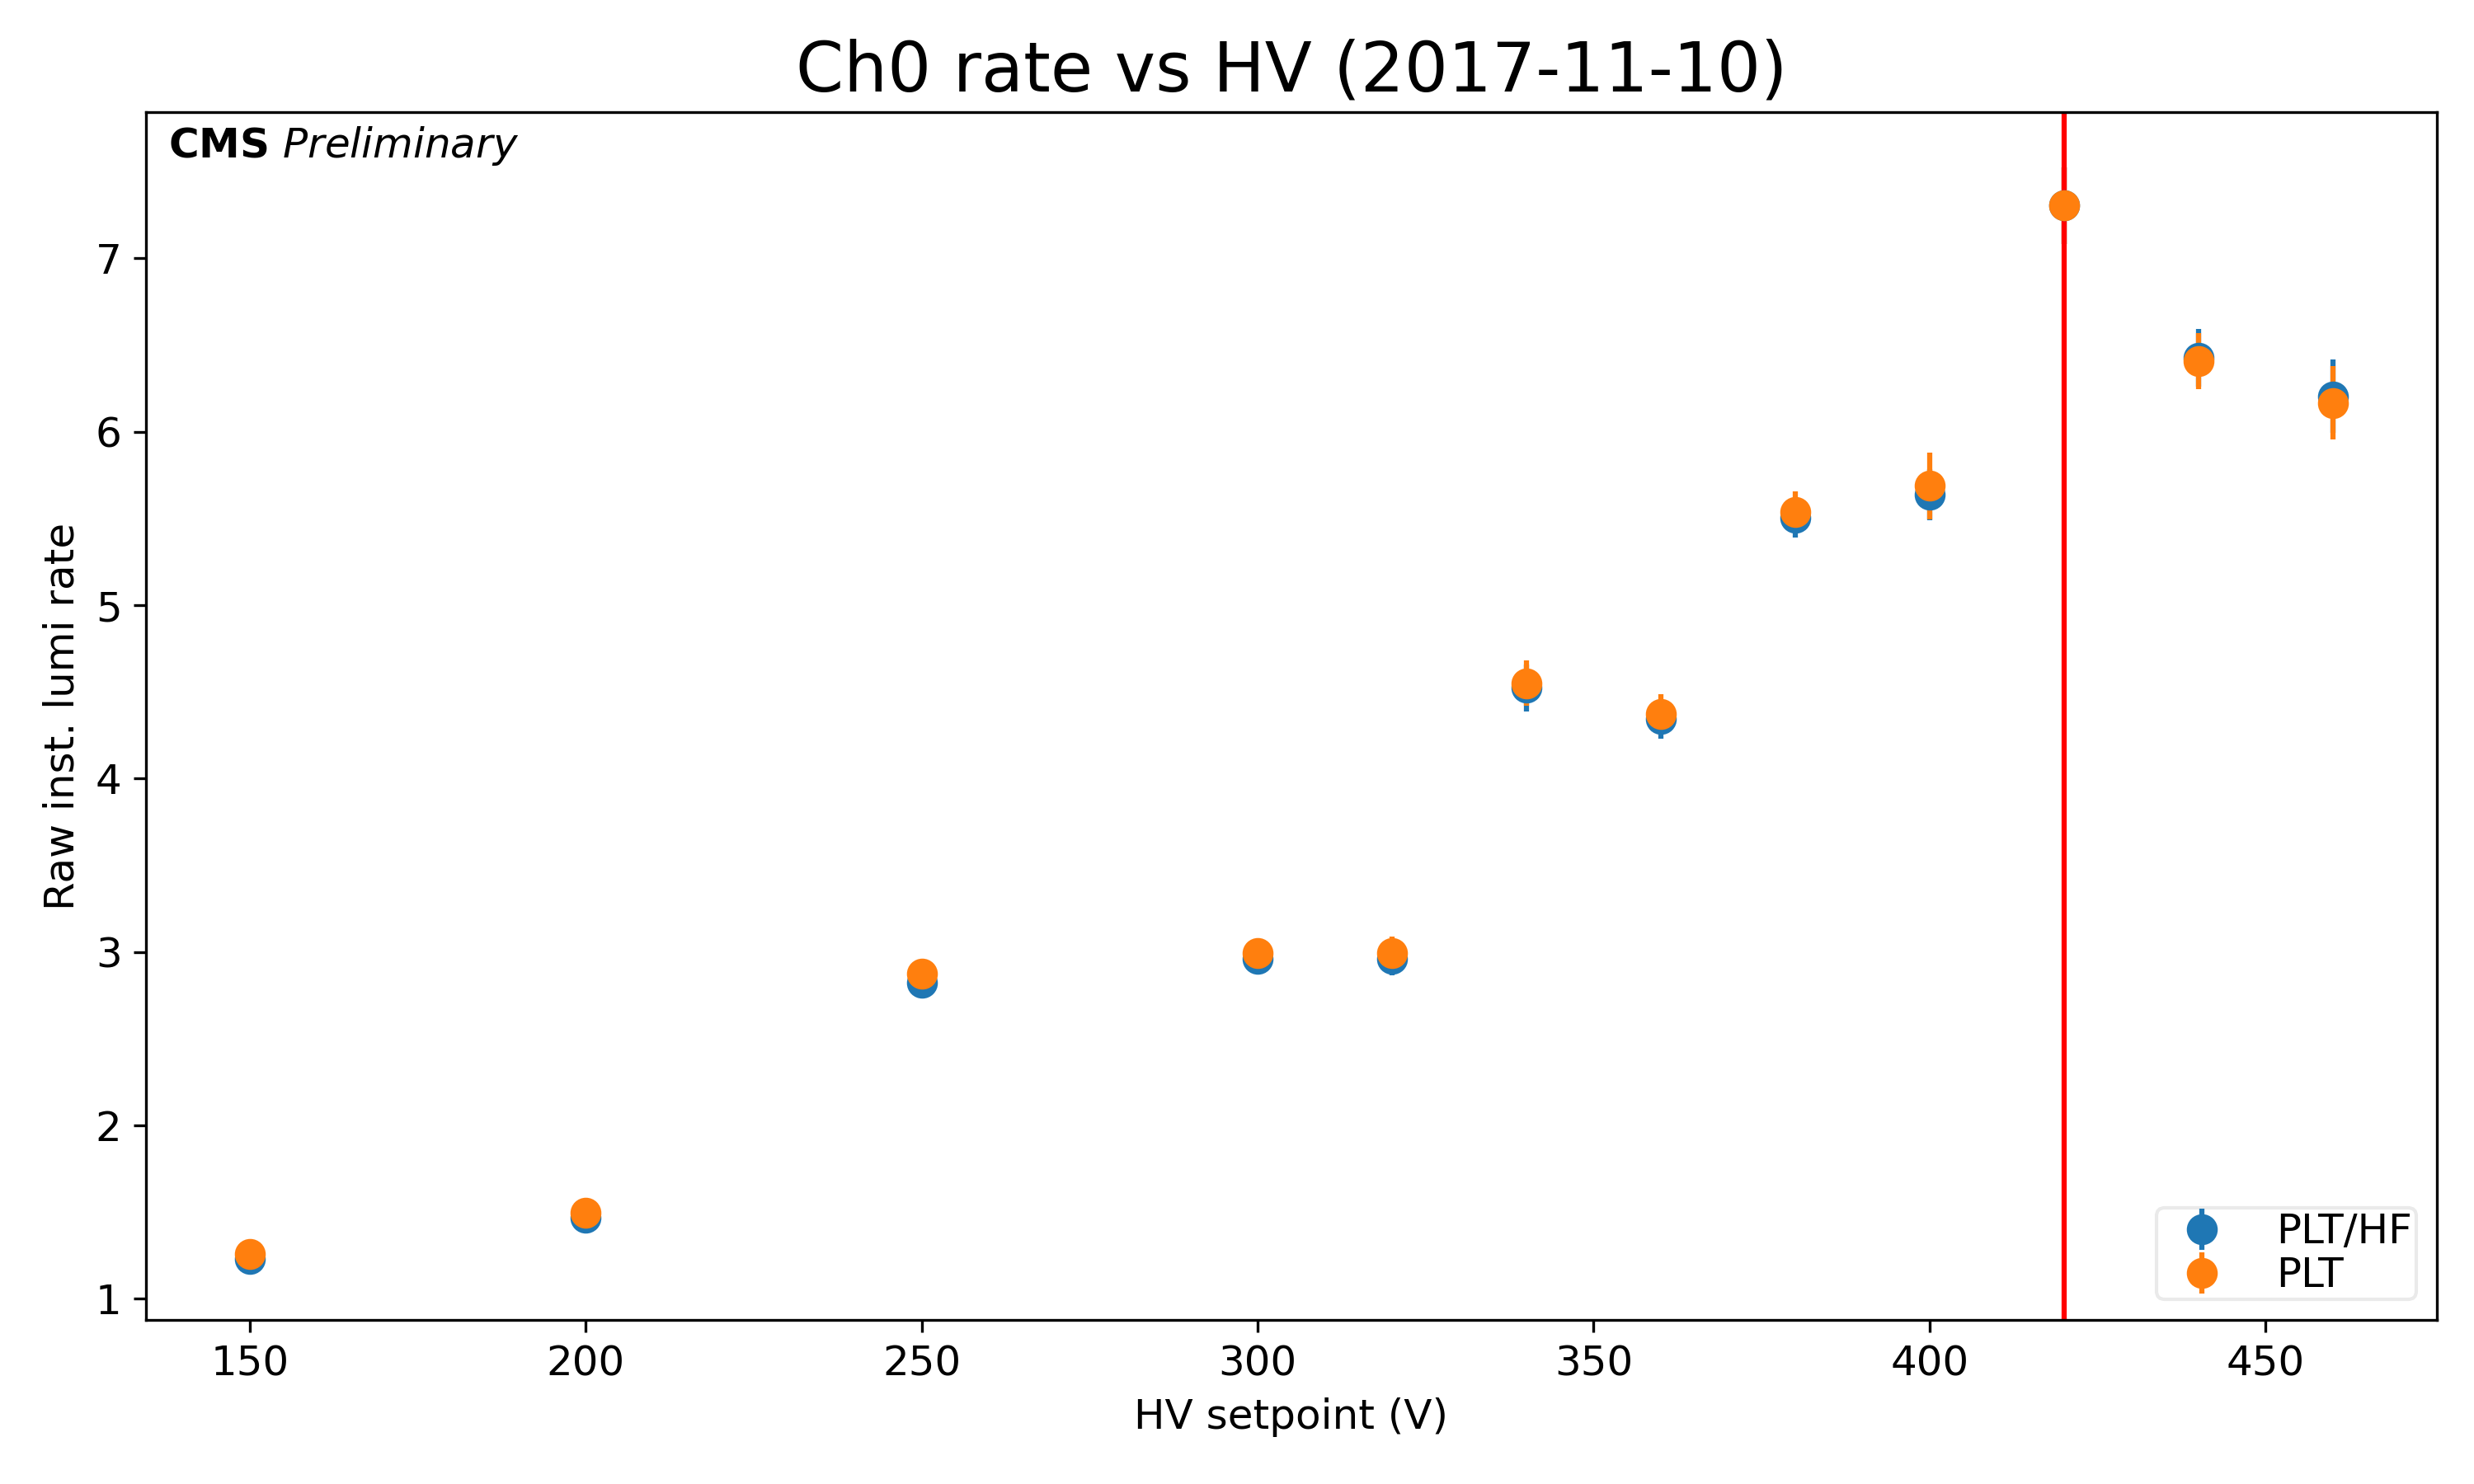 Ch0 rate vs HV (2017-11-10)
CMS Preliminary
Raw inst. lumi rate
7
6
5
4
3
2
1
PLT/HF
PLT
150 200 250 300 350 400 450
HV setpoint (V)